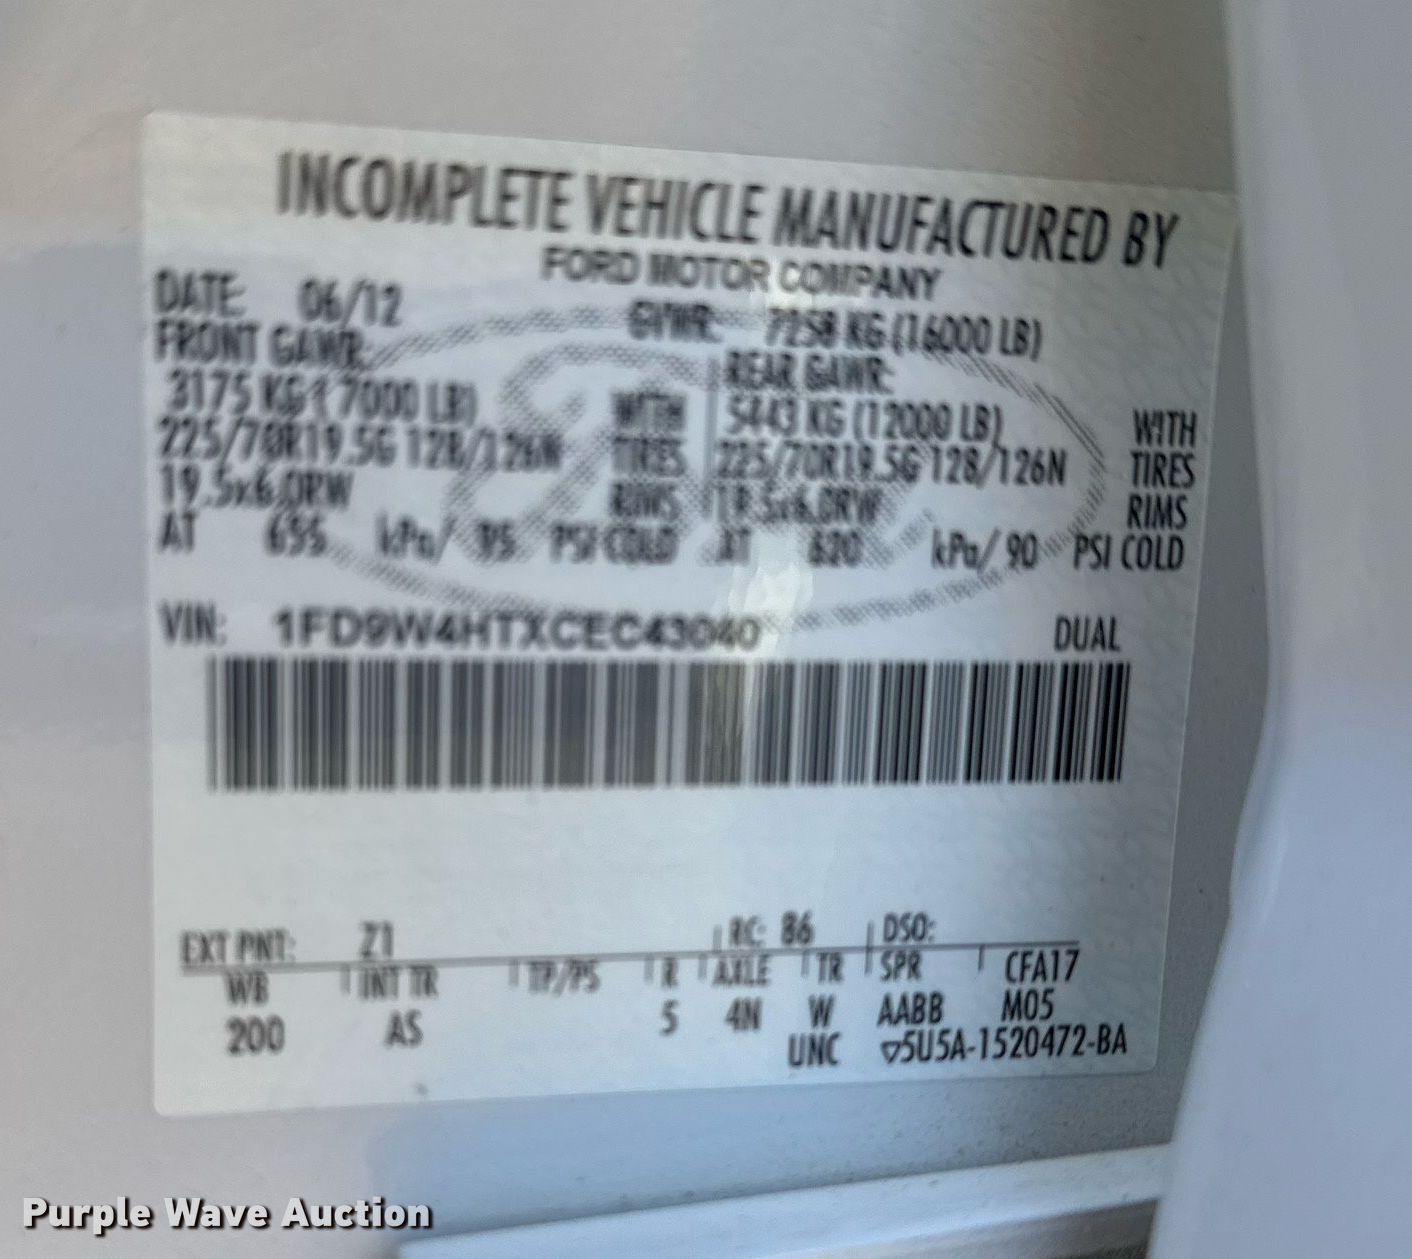 INCOMPLETE VEHICLE MANUFACTURED BY
FORD MOTOR COMPANY
DATE: 06/12 GVWR: 7258 KG (16000 LB)
FRONT GAWR: REAR GAWR:
3175 KG ( 7000 LB) WITH 5443 KG (12000 LB) WITH
225/70R19.5G 128/126N TIRES 225/70R19.5G 128/126N TIRES
19.5x6.0RW RIMS 19.5x6.0RW RIMS
AT 655 kPa/ 95 PSI COLD AT 620 kPa/ 90 PSI COLD
VIN: 1FD9W4HTXCEC43040 DUAL
EXT PNT: Z1 RC: 86 DSO:
WB INT TR TP/PS R AXLE TR SPR CFA17
200 AS 5 4N W AABB M05
UNC ▽5U5A-1520472-BA
Purple Wave Auction